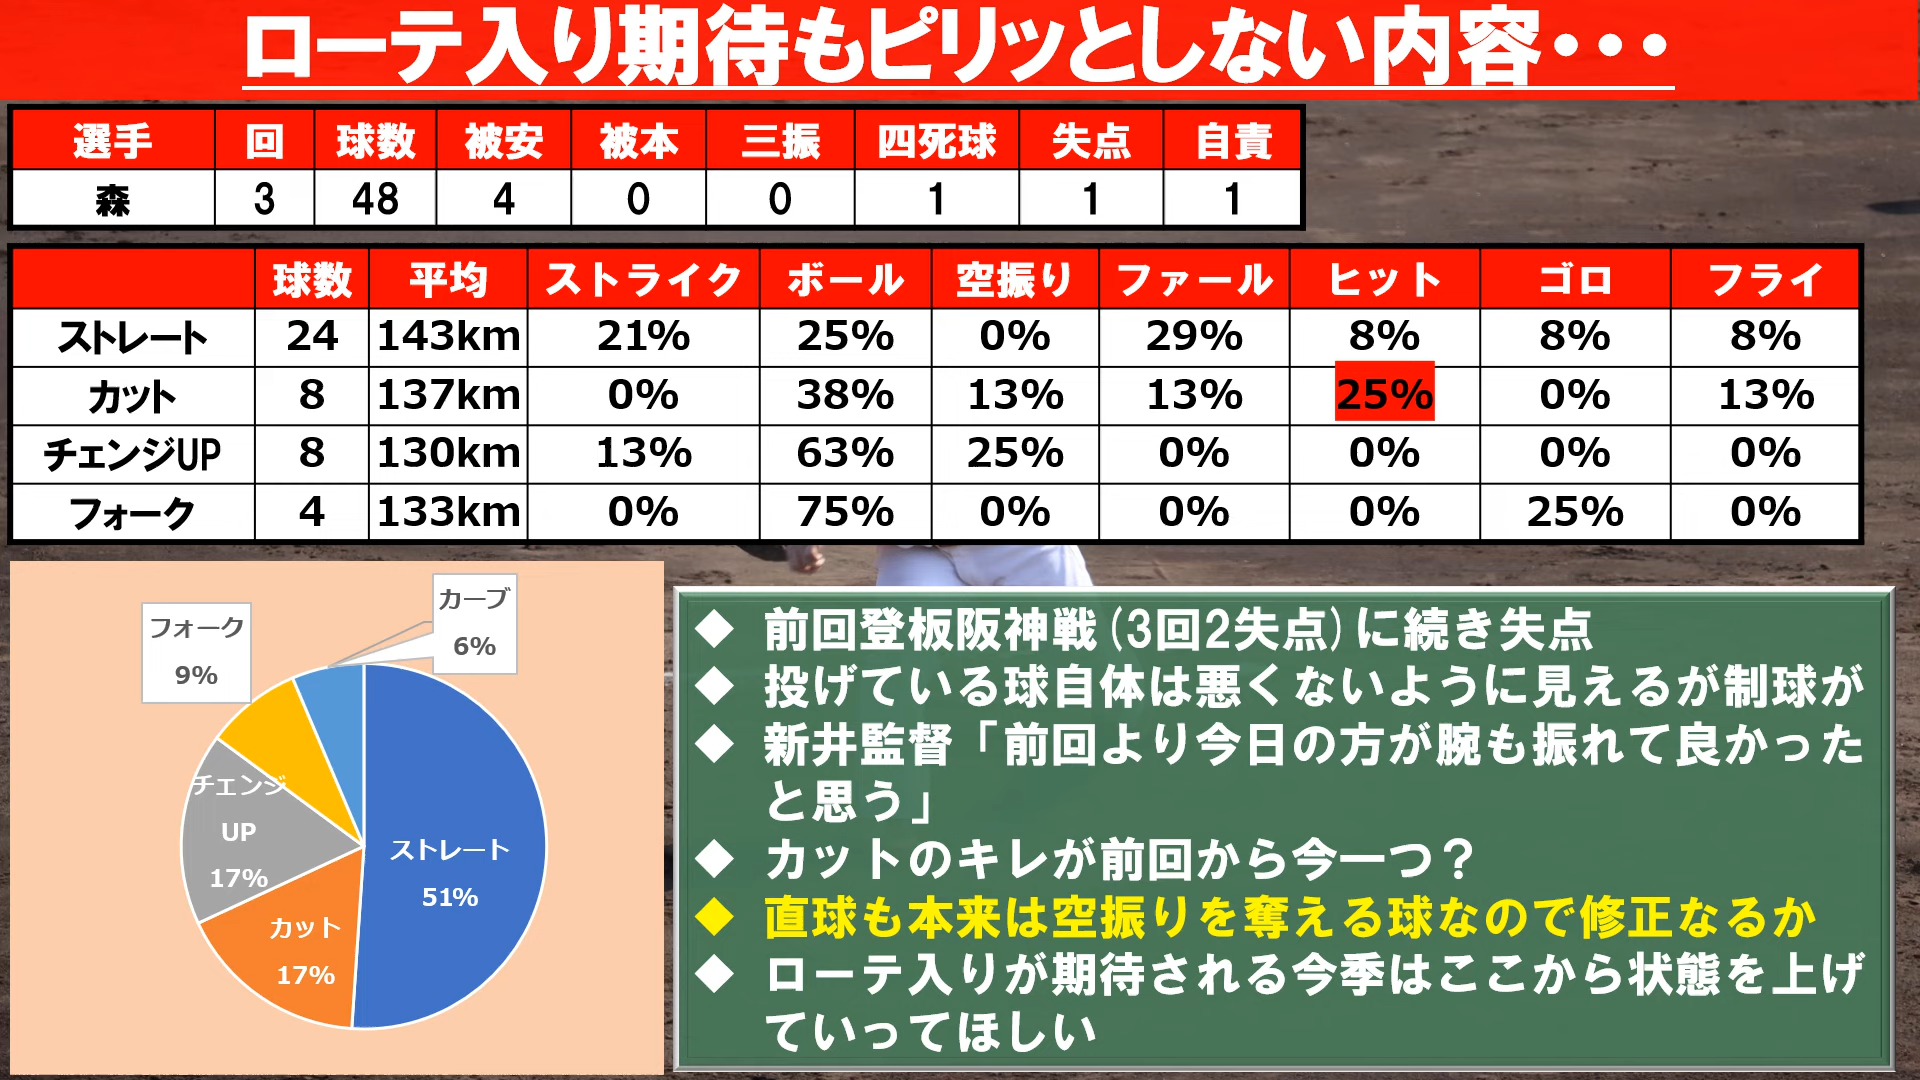 ローテ入り期待もピリッとしない内容・・・
選手 回 球数 被安 被本 三振 四死球 失点 自責
森 3 48 4 0 0 1 1 1
球数 平均 ストライク ボール 空振り ファール ヒット ゴロ フライ
ストレート 24 143km 21% 25% 0% 29% 8% 8% 8%
カット 8 137km 0% 38% 13% 13% 25% 0% 13%
チェンジUP 8 130km 13% 63% 25% 0% 0% 0% 0%
フォーク 4 133km 0% 75% 0% 0% 0% 25% 0%
カーブ
6%
フォーク
9%
チェンジ
UP
17%
ストレート
51%
カット
17%
◆ 前回登板阪神戦(3回2失点)に続き失点
◆ 投げている球自体は悪くないように見えるが制球が
◆ 新井監督「前回より今日の方が腕も振れて良かった
と思う」
◆ カットのキレが前回から今一つ？
◆ 直球も本来は空振りを奪える球なので修正なるか
◆ ローテ入りが期待される今季はここから状態を上げ
ていってほしい